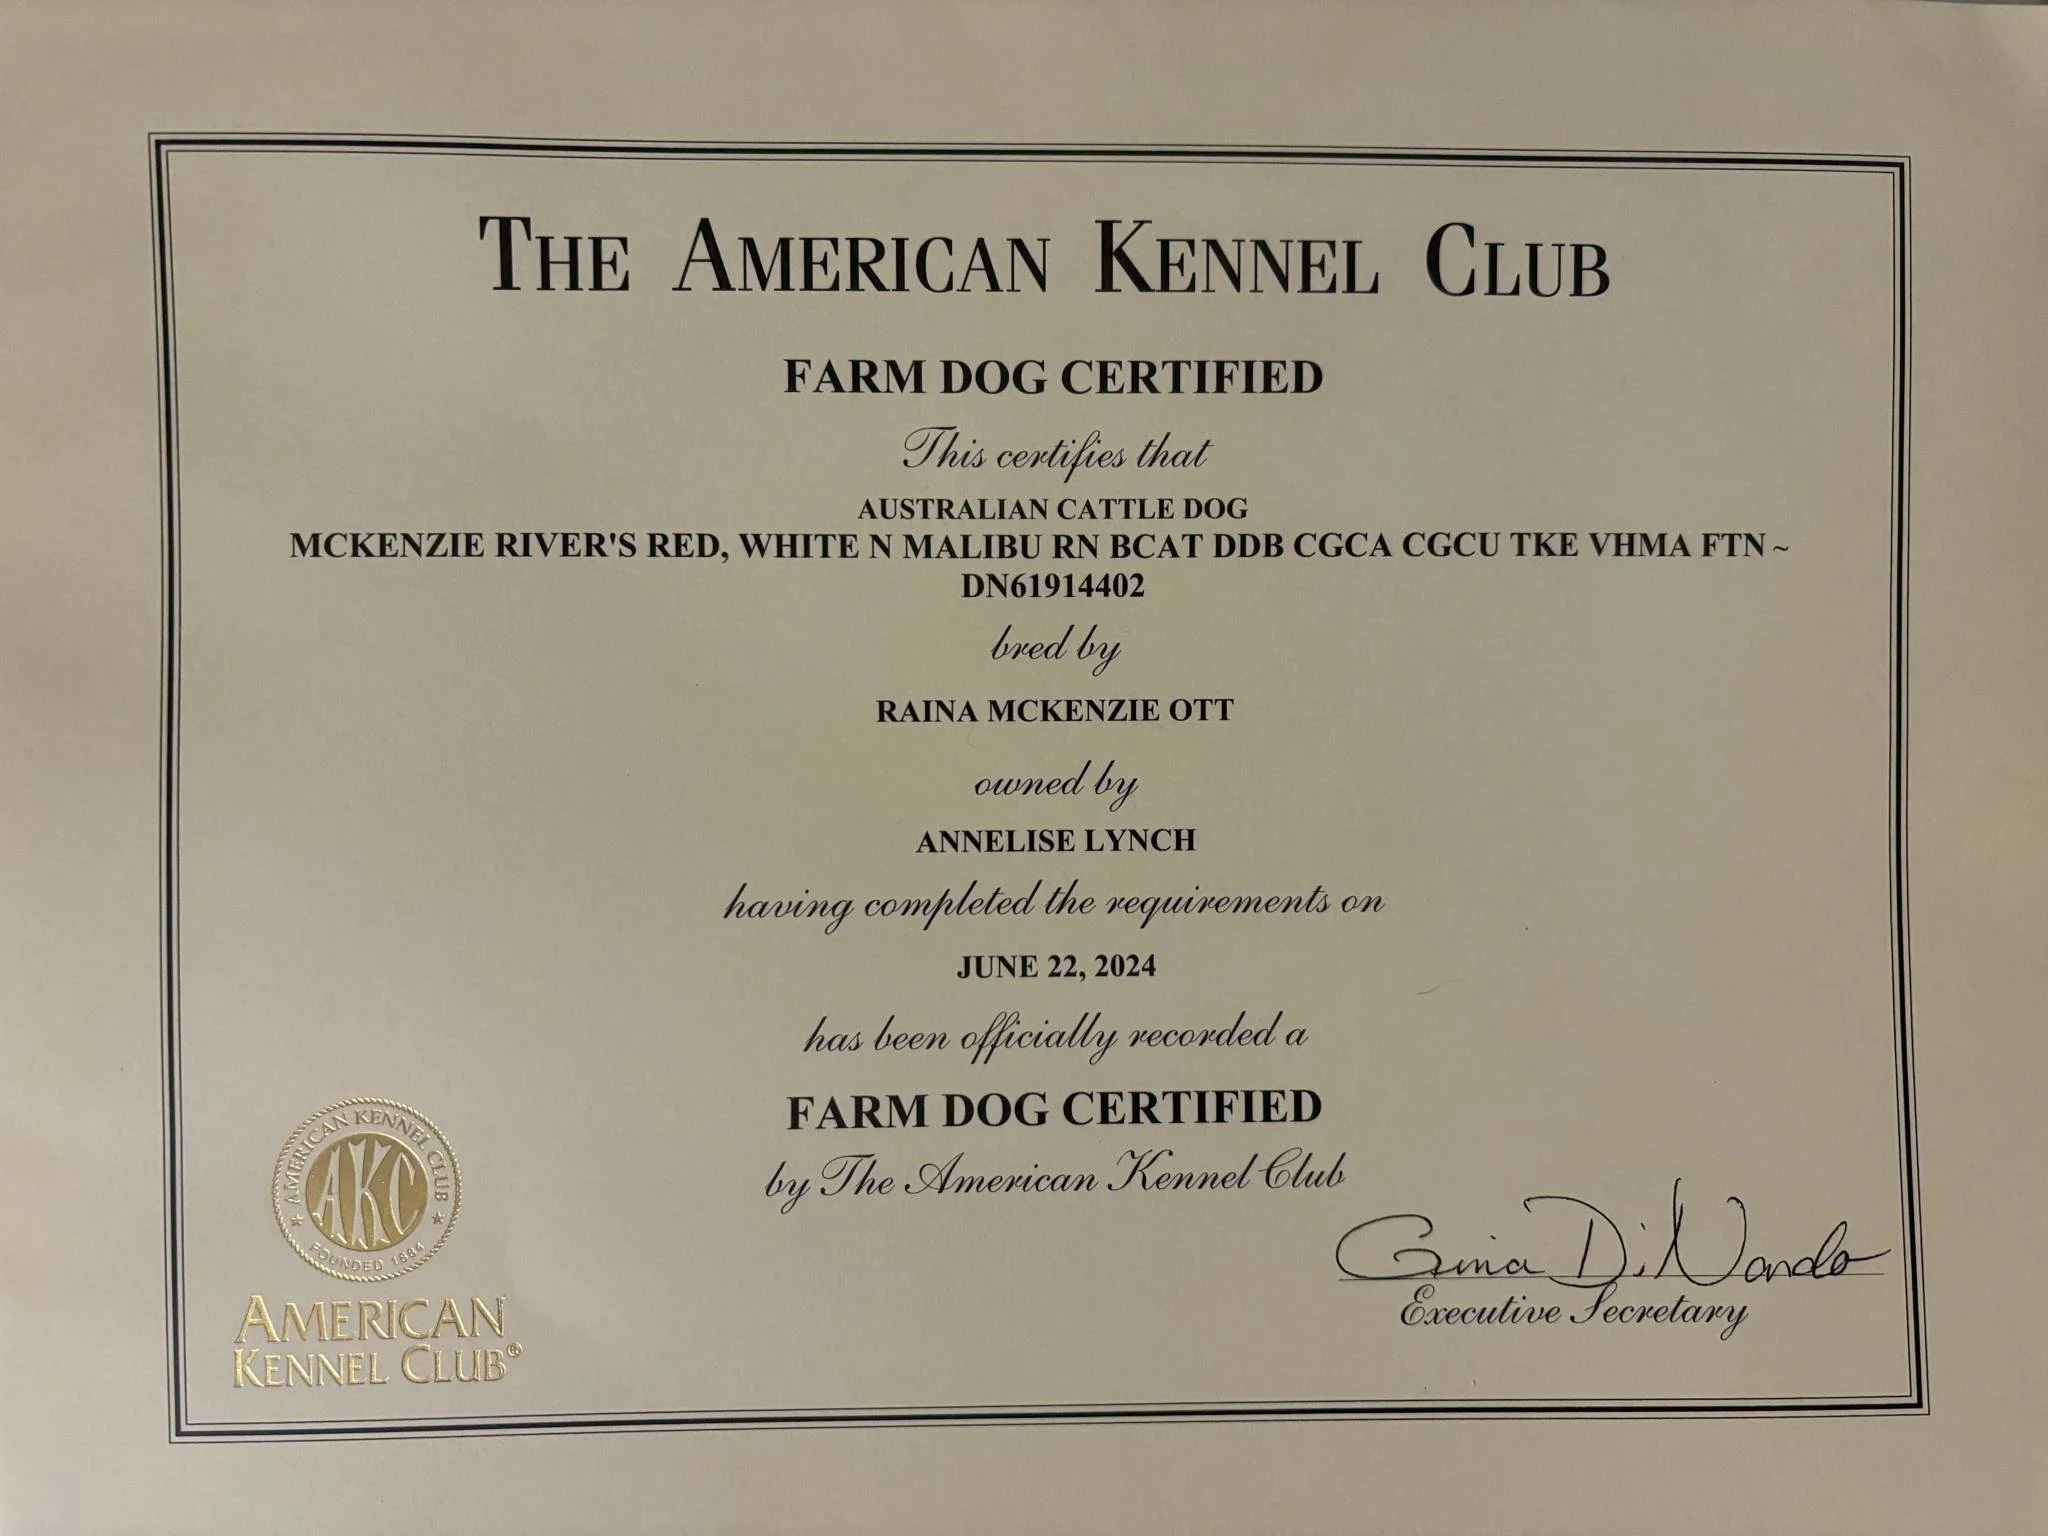 THE AMERICAN KENNEL CLUB
FARM DOG CERTIFIED
This certifies that
AUSTRALIAN CATTLE DOG
MCKENZIE RIVER'S RED, WHITE N MALIBU RN BCAT DDB CGCA CGCU TKE VHMA FTN ~
DN61914402
bred by
RAINA MCKENZIE OTT
owned by
ANNELISE LYNCH
having completed the requirements on
JUNE 22, 2024
has been officially recorded a
FARM DOG CERTIFIED
by The American Kennel Club
AMERICAN KENNEL CLUB
AKC
FOUNDED 1884
AMERICAN
KENNEL CLUB®
Gina DiNardo
Executive Secretary